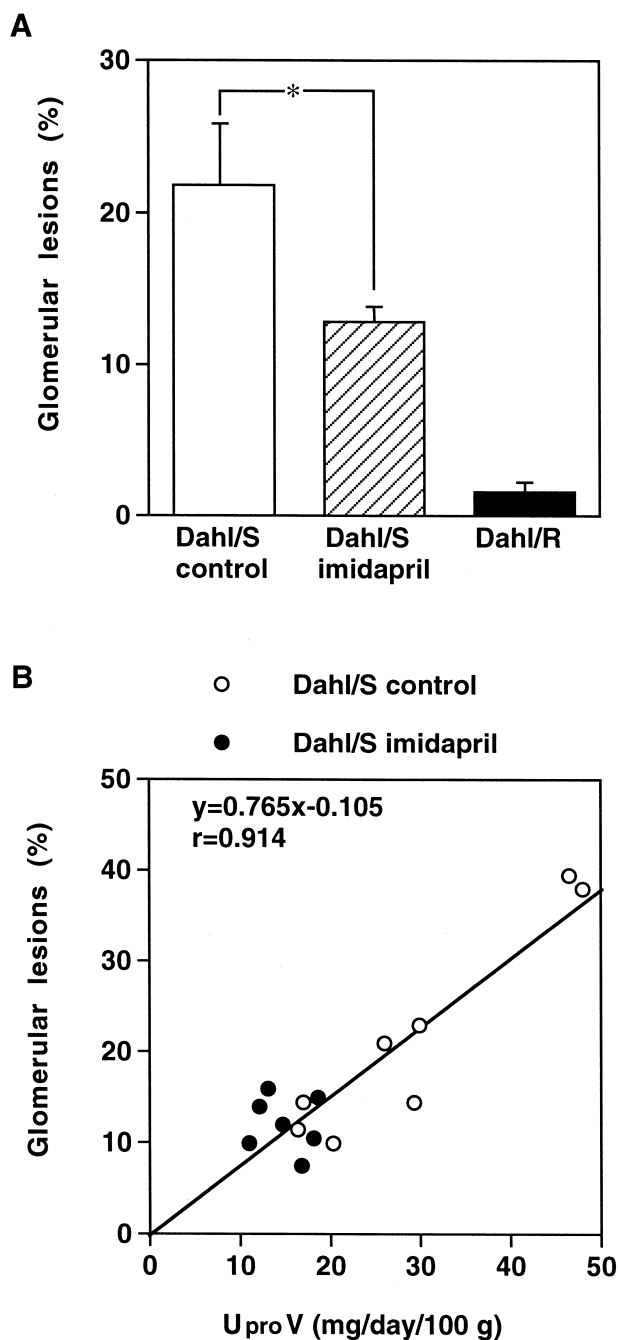 A
30
20
10
0
Glomerular lesions (%)
*
Dahl/S control
Dahl/S imidapril
Dahl/R
B
Dahl/S control
Dahl/S imidapril
50
40
30
20
10
0
Glomerular lesions (%)
y=0.765x-0.105
r=0.914
0 10 20 30 40 50
UproV (mg/day/100 g)